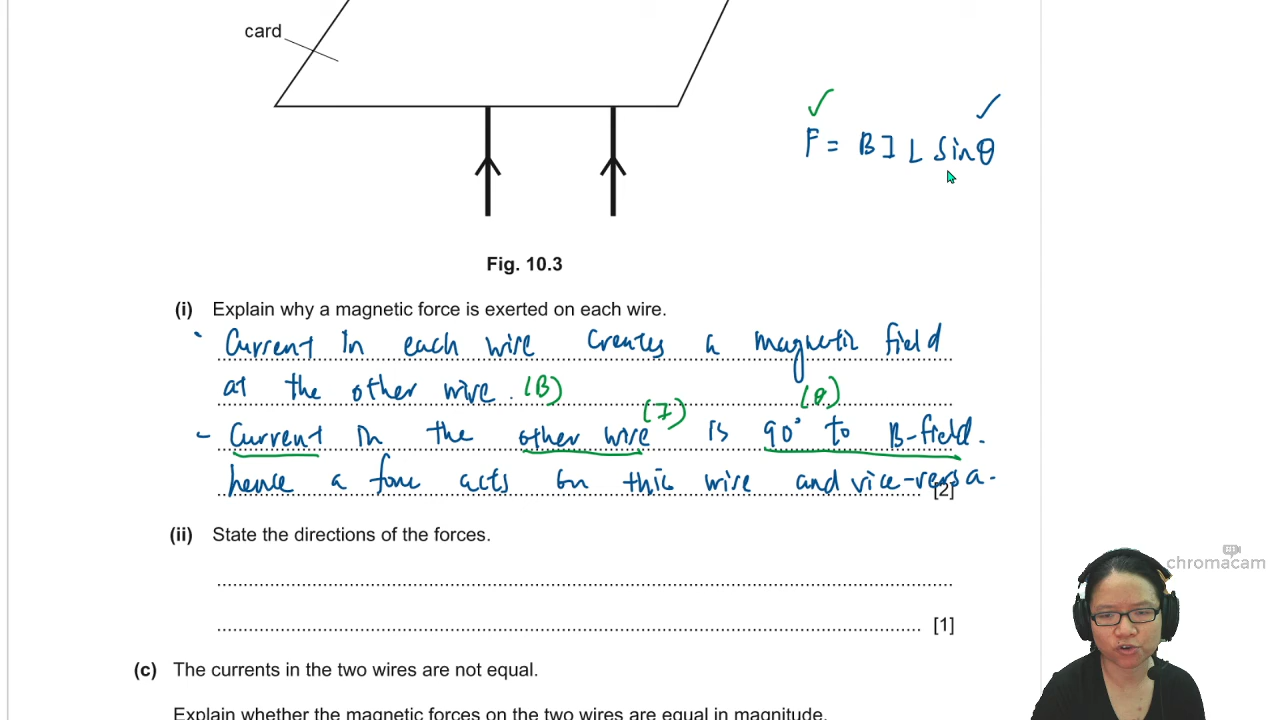 card
F = B I L sinθ
Fig. 10.3
(i) Explain why a magnetic force is exerted on each wire.
Current in each wire creates a magnetic field
at the other wire. (B)
(I) (θ)
- Current in the other wire is 90° to B-field.
hence a force acts on this wire and vice-versa.
[2]
(ii) State the directions of the forces.
[1]
chromacam
(c) The currents in the two wires are not equal.
Explain whether the magnetic forces on the two wires are equal in magnitude.